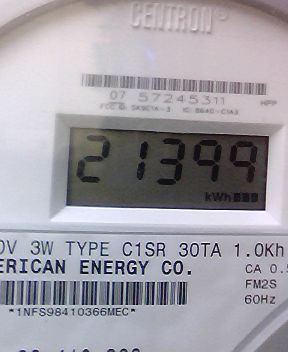 CENTRON®
07 57245311 HPP
21399
kWh
0V 3W TYPE C1SR 30TA 1.0Kh
ERICAN ENERGY CO. CA 0.5
FM2S
60Hz
*1NFS98410366MEC*